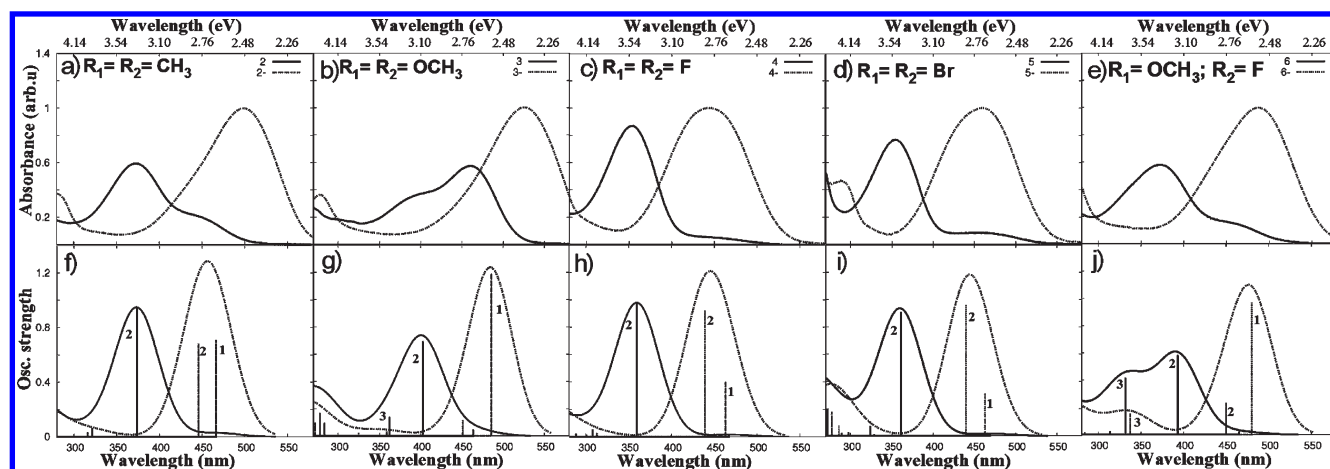 Wavelength (eV) Wavelength (eV) Wavelength (eV) Wavelength (eV) Wavelength (eV)
4.14 3.54 3.10 2.76 2.48 2.26 4.14 3.54 3.10 2.76 2.48 2.26 4.14 3.54 3.10 2.76 2.48 2.26 4.14 3.54 3.10 2.76 2.48 2.26 4.14 3.54 3.10 2.76 2.48 2.26
1.4
a) R₁= R₂= CH₃ 2
2-
b) R₁= R₂= OCH₃ 3
3-
c) R₁= R₂= F 4
4-
d) R₁= R₂= Br 5
5-
e) R₁= OCH₃; R₂= F 6
6-
Absorbance (arb.u)
1
0.6
0.2
f) g) h) i) j)
Osc. strength
1.2
0.8
0.4
0
2 2 1
3 2 1
2 2 1
2 2 1
3 3 2 2 1
300 350 400 450 500 550 300 350 400 450 500 550 300 350 400 450 500 550 300 350 400 450 500 550 300 350 400 450 500 550
Wavelength (nm) Wavelength (nm) Wavelength (nm) Wavelength (nm) Wavelength (nm)